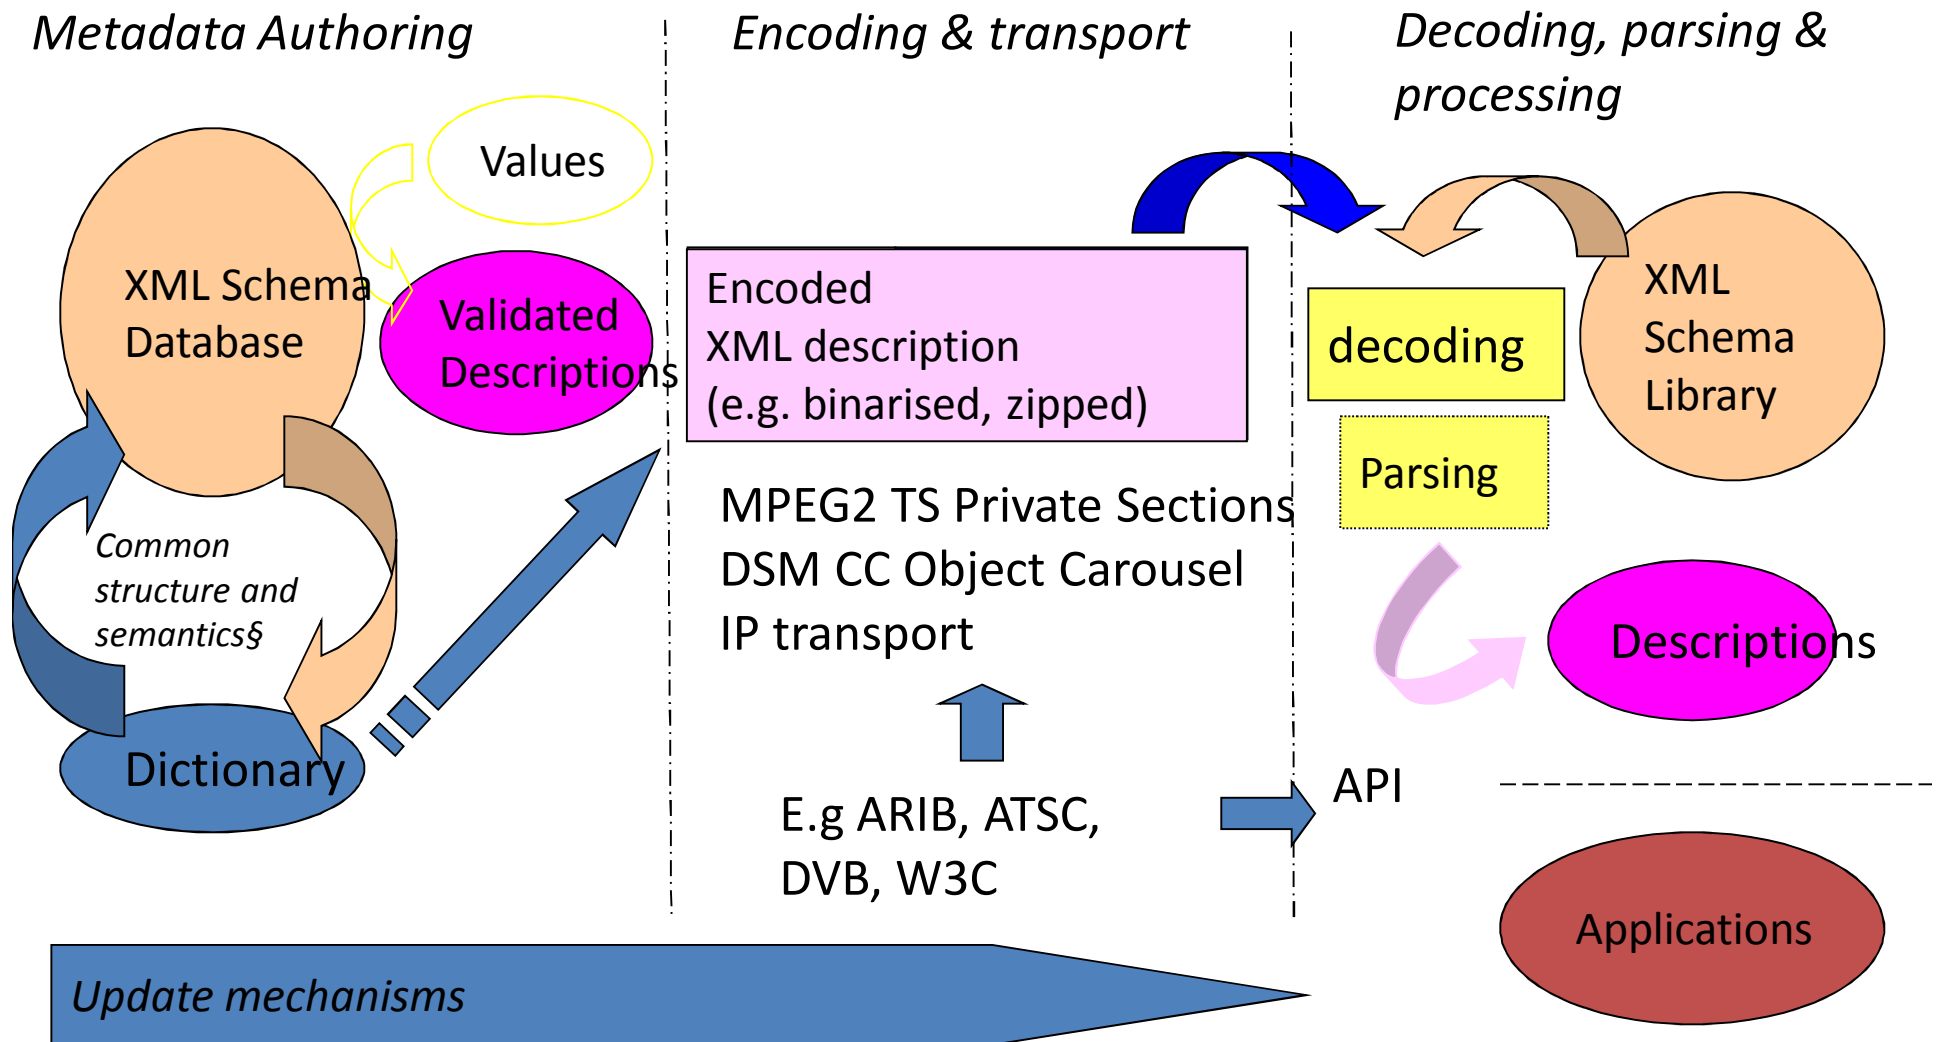 Metadata Authoring
Encoding & transport
Decoding, parsing &
processing
Values
XML Schema
Database
Validated
Descriptions
Common
structure and
semantics§
Dictionary
Encoded
XML description
(e.g. binarised, zipped)
MPEG2 TS Private Sections
DSM CC Object Carousel
IP transport
E.g ARIB, ATSC,
DVB, W3C
decoding
Parsing
XML
Schema
Library
Descriptions
API
Applications
Update mechanisms